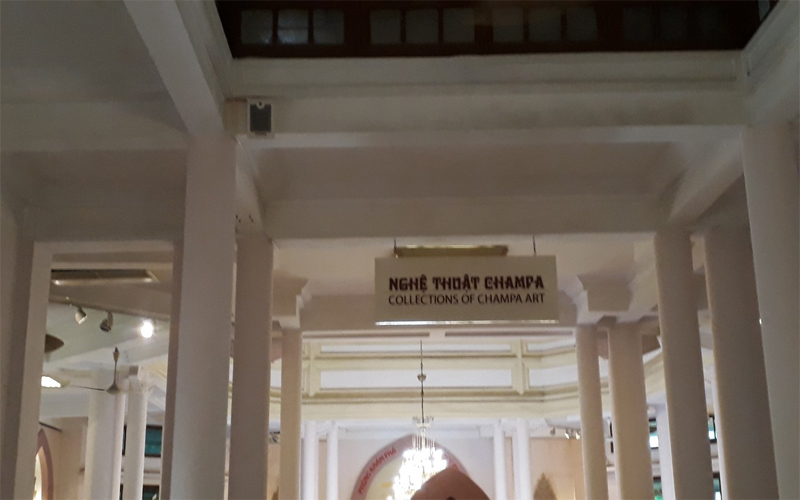 NGHỆ THUẬT CHAMPA
COLLECTIONS OF CHAMPA ART